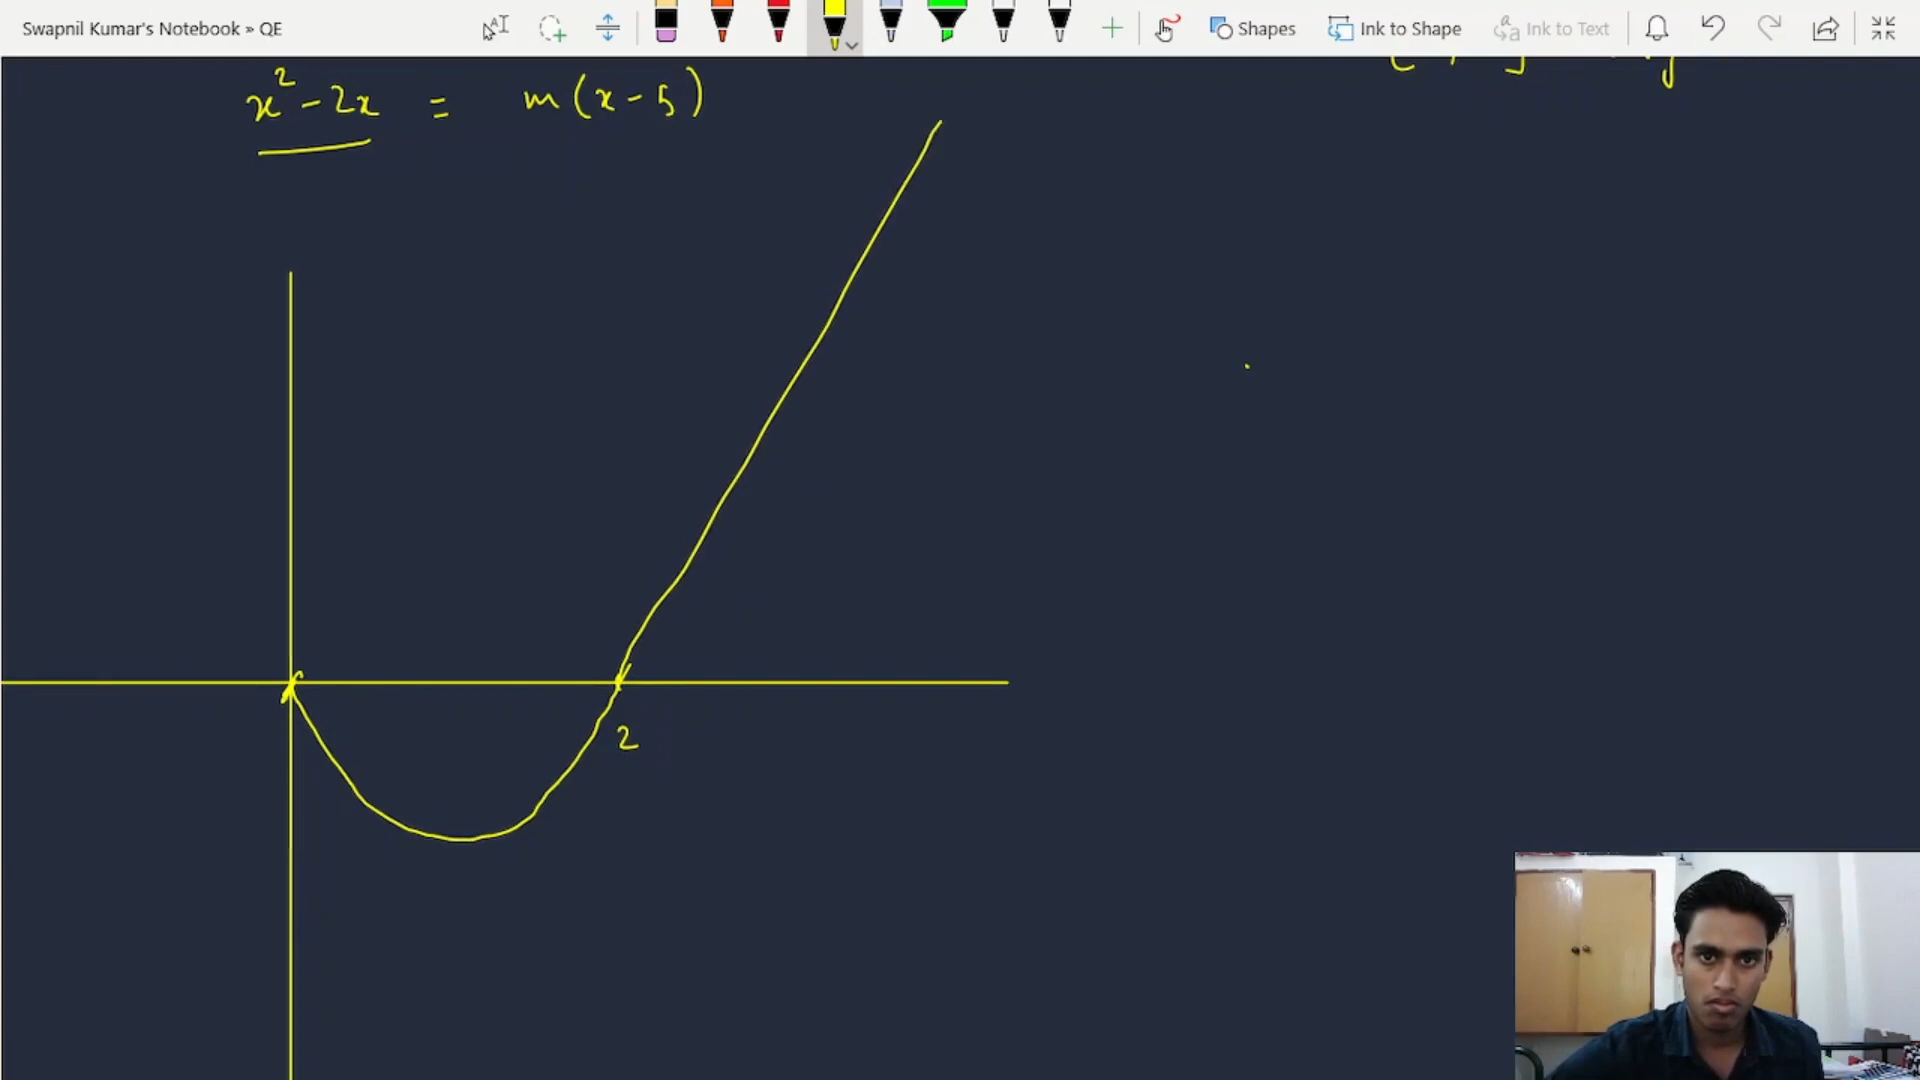 Swapnil Kumar's Notebook » QE
Shapes
Ink to Shape
Ink to Text
x² - 2x = m(x - 5)
2